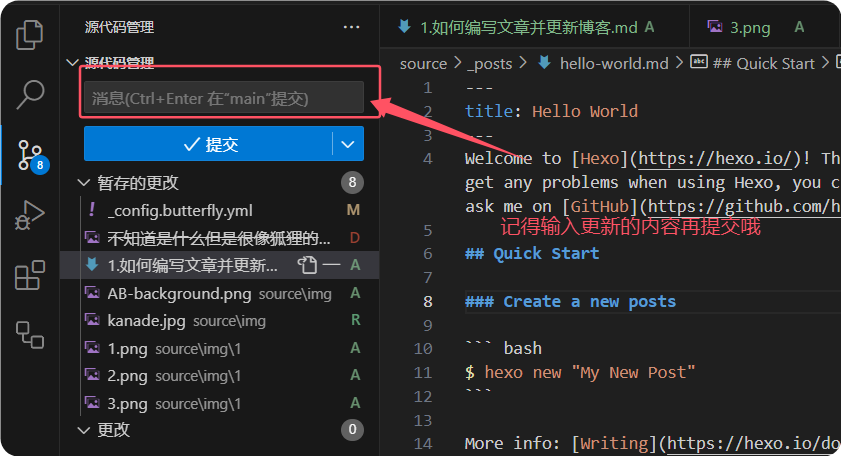 源代码管理
源代码管理
消息(Ctrl+Enter 在“main”提交)
提交
暂存的更改 8
_config.butterfly.yml M
不知道是什么但是很像狐狸的... D
1.如何编写文章并更新... A
AB-background.png source\img A
kanade.jpg source\img R
1.png source\img\1 A
2.png source\img\1 A
3.png source\img\1 A
更改 0
8
1.如何编写文章并更新博客.md A
3.png A
source > _posts > hello-world.md > ## Quick Start >
1 ---
2 title: Hello World
3 ---
4 Welcome to [Hexo](https://hexo.io/)! Th
get any problems when using Hexo, you c
ask me on [GitHub](https://github.com/h
记得输入更新的内容再提交哦
5
6 ## Quick Start
7
8 ### Create a new posts
9
10 ``` bash
11 $ hexo new "My New Post"
12 ```
13
14 More info: [Writing](https://hexo.io/do